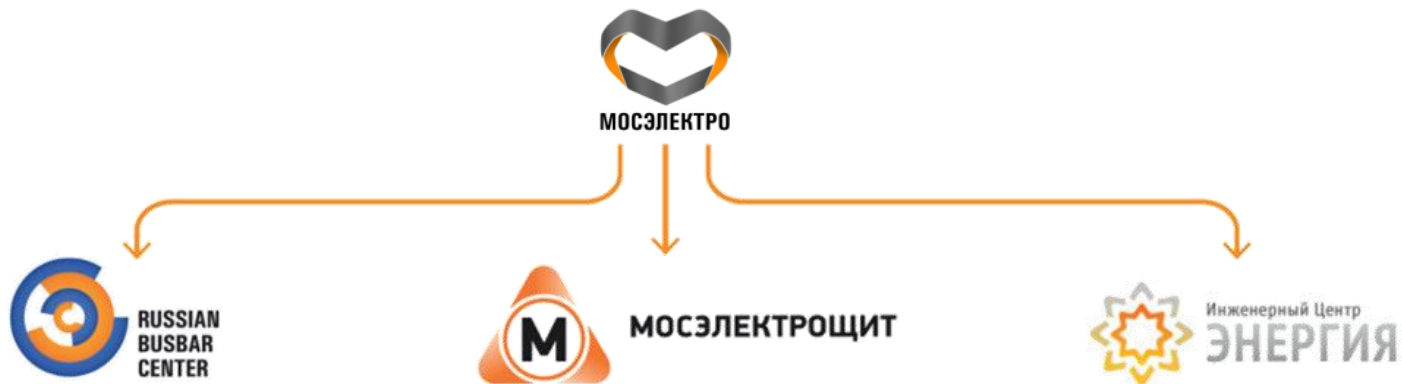 МОСЭЛЕКТРО
RUSSIAN
BUSBAR
CENTER
М
МОСЭЛЕКТРОЩИТ
Инженерный Центр
ЭНЕРГИЯ